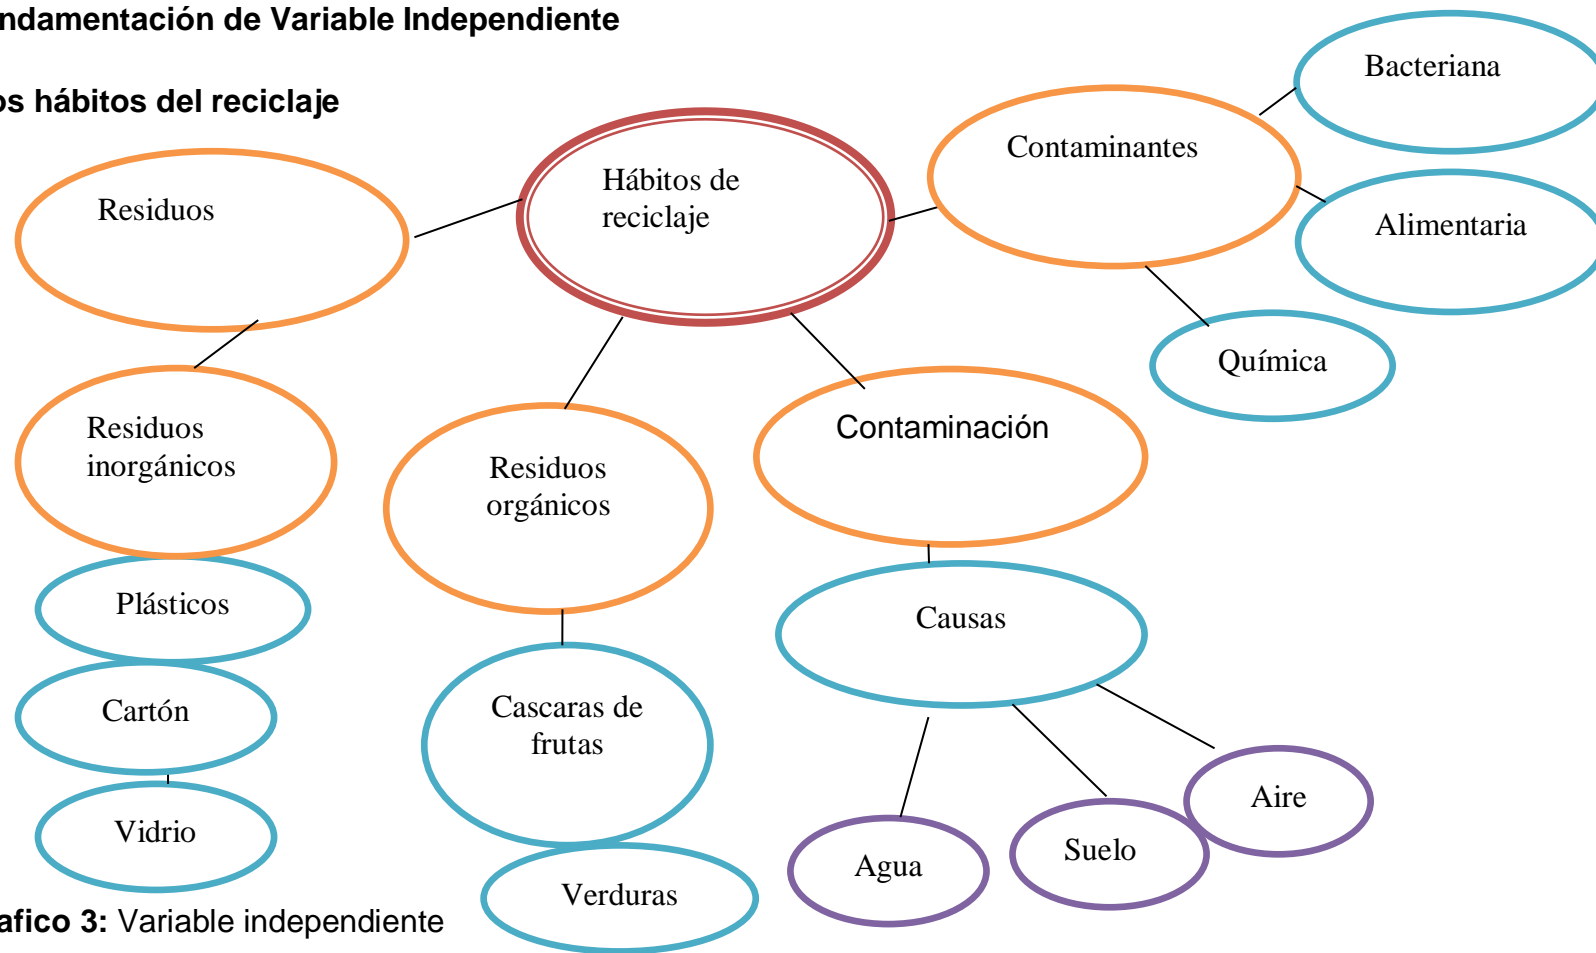 ndamentación de Variable Independiente
os hábitos del reciclaje
Bacteriana
Contaminantes
Hábitos de
reciclaje
Residuos
Alimentaria
Química
Residuos
inorgánicos
Contaminación
Residuos
orgánicos
Plásticos
Causas
Cartón
Cascaras de
frutas
Aire
Vidrio
Suelo
Agua
Verduras
afico 3: Variable independiente